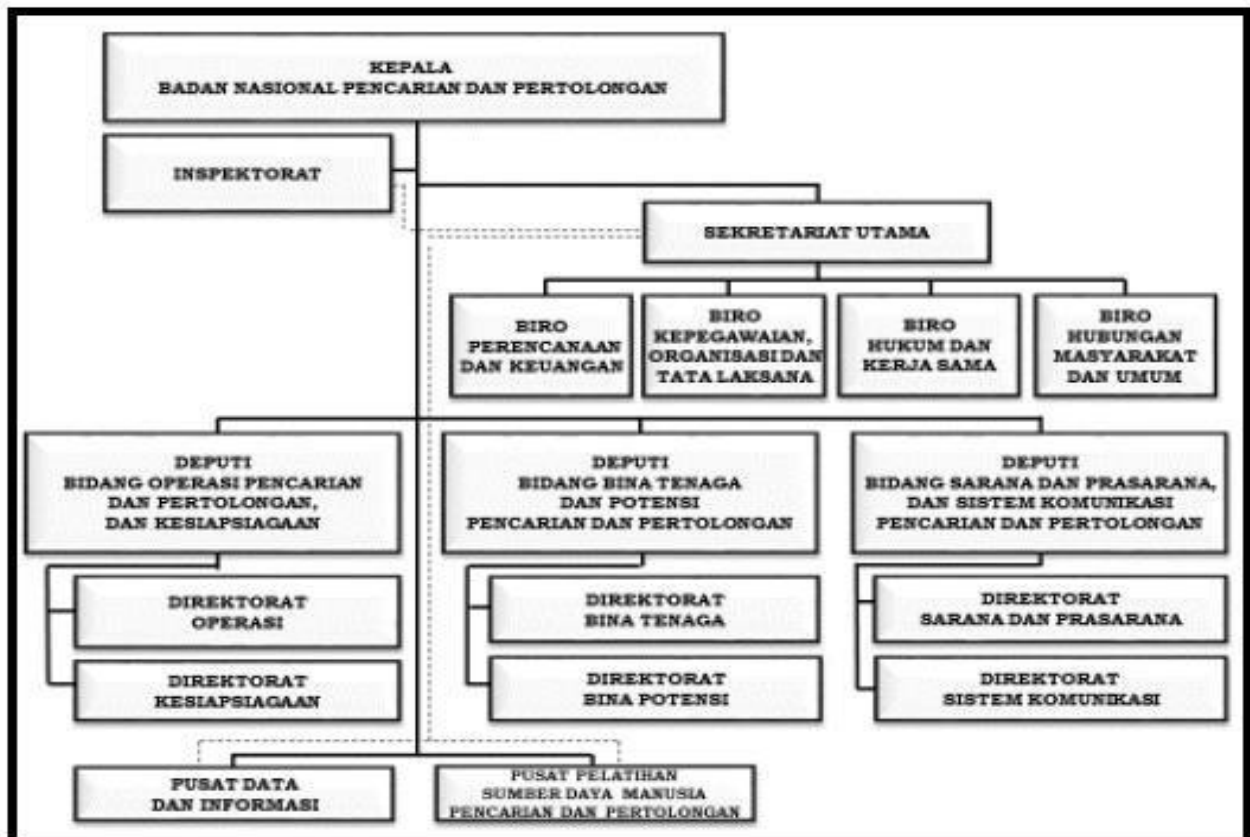 KEPALA
BADAN NASIONAL PENCARIAN DAN PERTOLONGAN
INSPEKTORAT
SEKRETARIAT UTAMA
BIRO
PERENCANAAN
DAN KEUANGAN
BIRO
KEPEGAWAIAN,
ORGANISASI DAN
TATA LAKSANA
BIRO
HUKUM DAN
KERJA SAMA
BIRO
HUBUNGAN
MASYARAKAT
DAN UMUM
DEPUTI
BIDANG OPERASI PENCARIAN
DAN PERTOLONGAN,
DAN KESIAPSIAGAAN
DEPUTI
BIDANG BINA TENAGA
DAN POTENSI
PENCARIAN DAN PERTOLONGAN
DEPUTI
BIDANG SARANA DAN PRASARANA,
DAN SISTEM KOMUNIKASI
PENCARIAN DAN PERTOLONGAN
DIREKTORAT
OPERASI
DIREKTORAT
BINA TENAGA
DIREKTORAT
SARANA DAN PRASARANA
DIREKTORAT
KESIAPSIAGAAN
DIREKTORAT
BINA POTENSI
DIREKTORAT
SISTEM KOMUNIKASI
PUSAT DATA
DAN INFORMASI
PUSAT PELATIHAN
SUMBER DAYA MANUSIA
PENCARIAN DAN PERTOLONGAN